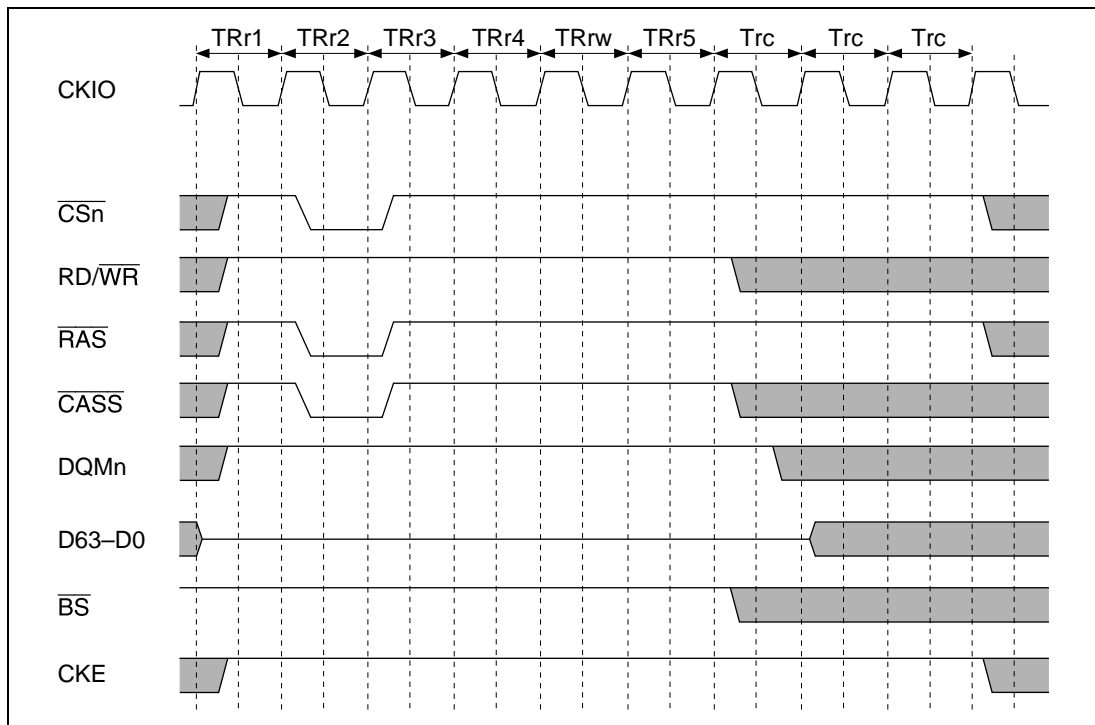 TRr1 TRr2 TRr3 TRr4 TRrw TRr5 Trc Trc Trc
CKIO
CSn
RD/WR
RAS
CASS
DQMn
D63–D0
BS
CKE